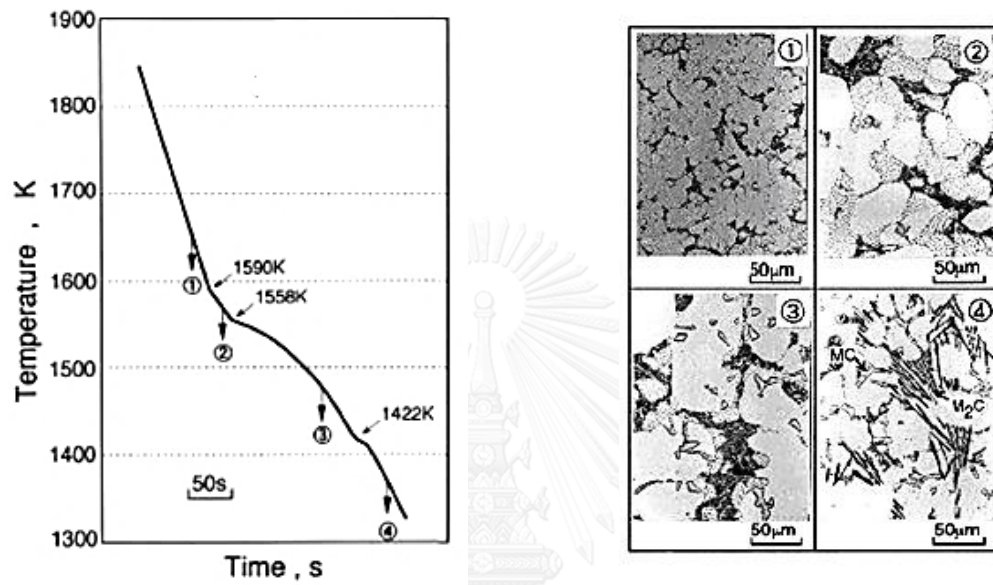 1900
1800
1700
1600
1500
1400
1300
Temperature , K
1590K
1558K
1422K
①
②
③
④
50s
Time , s
①
50µm
②
50µm
③
50µm
④
MC
M₂C
50µm